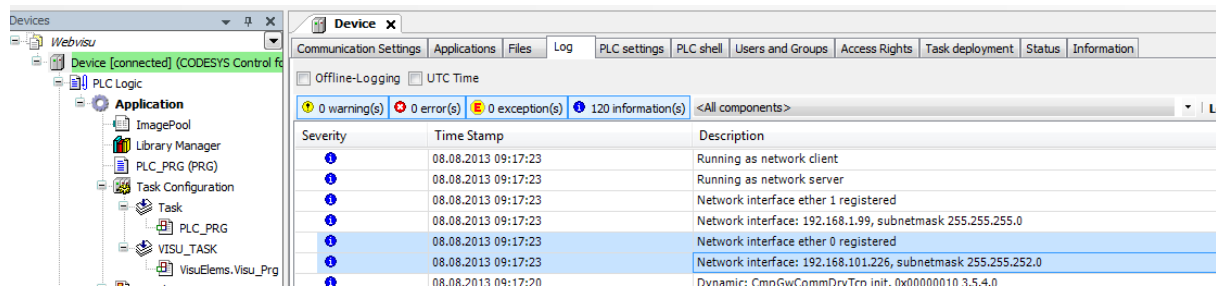 Devices
Webvisu
Device [connected] (CODESYS Control fo
PLC Logic
Application
ImagePool
Library Manager
PLC_PRG (PRG)
Task Configuration
Task
PLC_PRG
VISU_TASK
VisuElems.Visu_Prg
Device
Communication Settings Applications Files Log PLC settings PLC shell Users and Groups Access Rights Task deployment Status Information
Offline-Logging UTC Time
0 warning(s) 0 error(s) 0 exception(s) 120 information(s) <All components>
Severity Time Stamp Description
08.08.2013 09:17:23 Running as network client
08.08.2013 09:17:23 Running as network server
08.08.2013 09:17:23 Network interface ether 1 registered
08.08.2013 09:17:23 Network interface: 192.168.1.99, subnetmask 255.255.255.0
08.08.2013 09:17:23 Network interface ether 0 registered
08.08.2013 09:17:23 Network interface: 192.168.101.226, subnetmask 255.255.252.0
08.08.2013 09:17:20 Dynamic: CmpGwCommDrvTcp init, 0x00000010 3.5.4.0